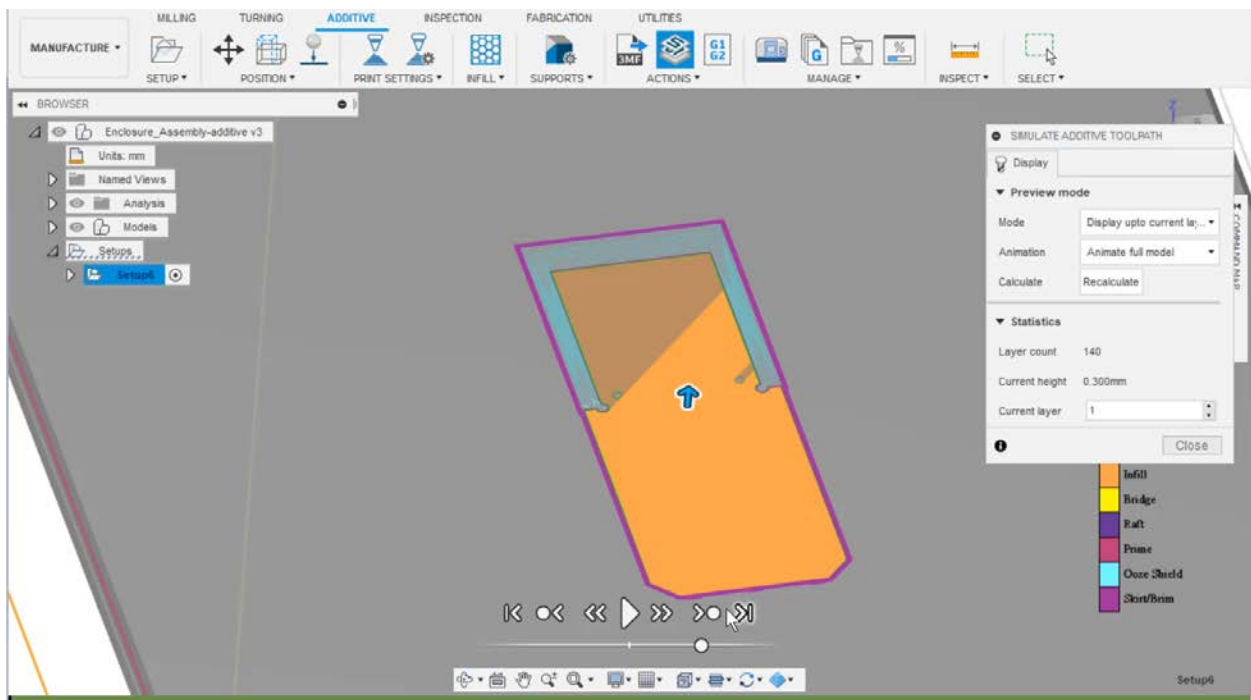 MILLING TURNING ADDITIVE INSPECTION FABRICATION UTILITIES
MANUFACTURE
3MF G1 G2 G %
SETUP POSITION PRINT SETTINGS INFILL SUPPORTS ACTIONS MANAGE INSPECT SELECT
BROWSER
Enclosure_Assembly-additive v3
Units: mm
Named Views
Analysis
Models
Setups
Setup6
Z
SIMULATE ADDITIVE TOOLPATH
Display
Preview mode
Mode Display upto current la...
Animation Animate full model
Calculate Recalculate
Statistics
Layer count 140
Current height 0.300mm
Current layer 1
Close
COMMAND MAP
Infill
Bridge
Raft
Prime
Ooze Shield
Skirt/Brim
Setup6